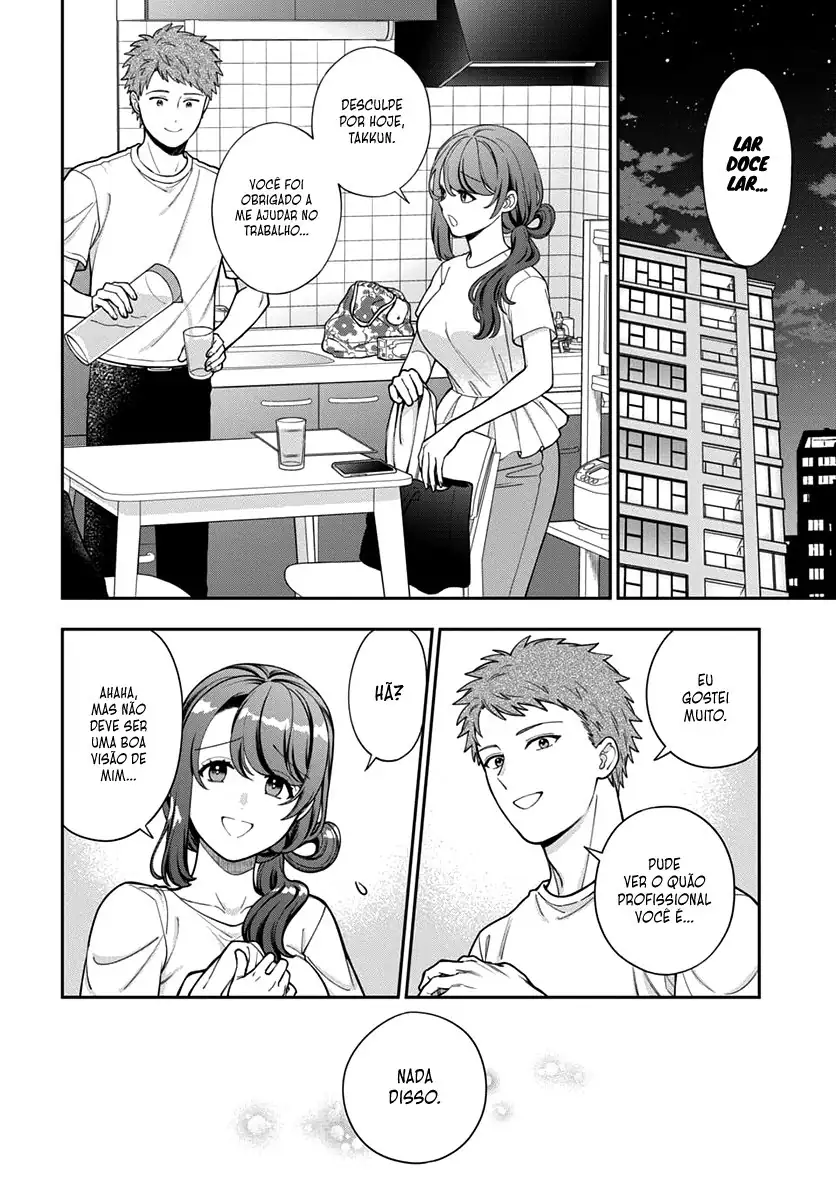 LAR
DOCE
LAR...
DESCULPE
POR HOJE,
TAKKUN.
VOCÊ FOI
OBRIGADO A
ME AJUDAR NO
TRABALHO...
EU
GOSTEI
MUITO.
PUDE
VER O QUÃO
PROFISSIONAL
VOCÊ É...
HÃ?
AHAHA,
MAS NÃO
DEVE SER
UMA BOA
VISÃO DE
MIM...
NADA
DISSO.